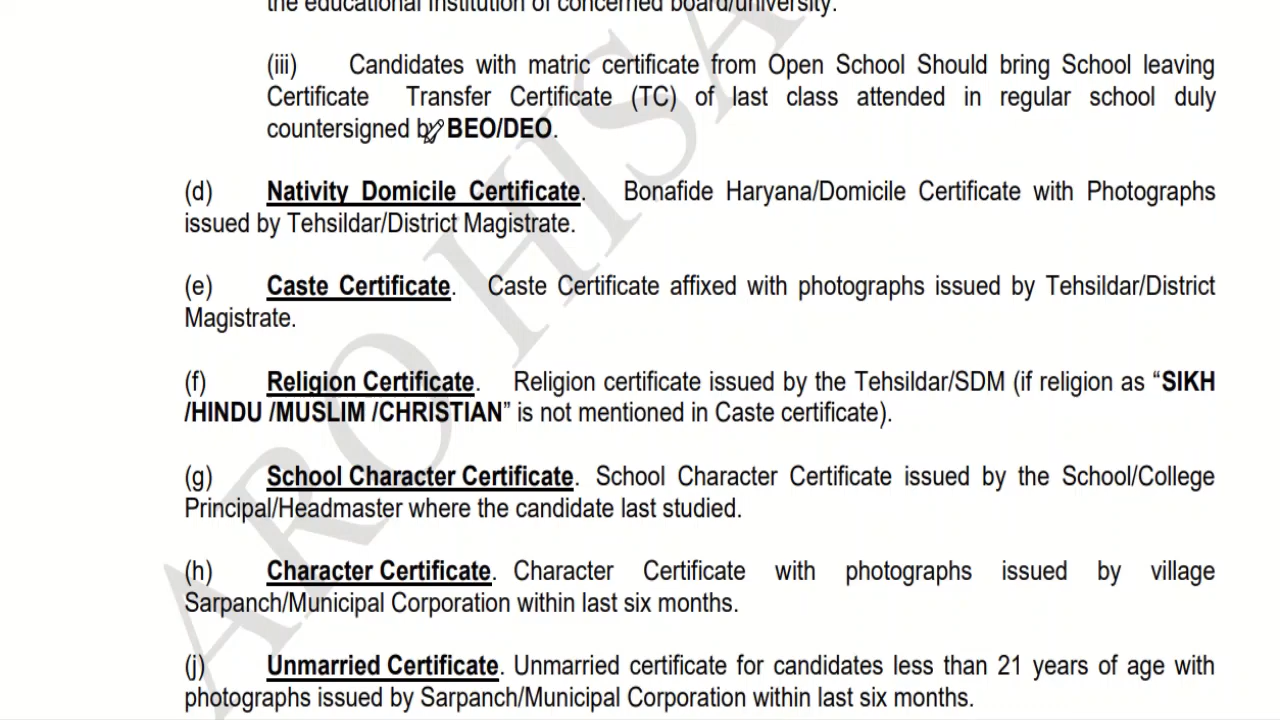 the educational institution of concerned board/university.
(iii) Candidates with matric certificate from Open School Should bring School leaving
Certificate Transfer Certificate (TC) of last class attended in regular school duly
countersigned by BEO/DEO.
(d) Nativity Domicile Certificate. Bonafide Haryana/Domicile Certificate with Photographs
issued by Tehsildar/District Magistrate.
(e) Caste Certificate. Caste Certificate affixed with photographs issued by Tehsildar/District
Magistrate.
(f) Religion Certificate. Religion certificate issued by the Tehsildar/SDM (if religion as “SIKH
/HINDU /MUSLIM /CHRISTIAN” is not mentioned in Caste certificate).
(g) School Character Certificate. School Character Certificate issued by the School/College
Principal/Headmaster where the candidate last studied.
(h) Character Certificate. Character Certificate with photographs issued by village
Sarpanch/Municipal Corporation within last six months.
(j) Unmarried Certificate. Unmarried certificate for candidates less than 21 years of age with
photographs issued by Sarpanch/Municipal Corporation within last six months.
ARO HISA